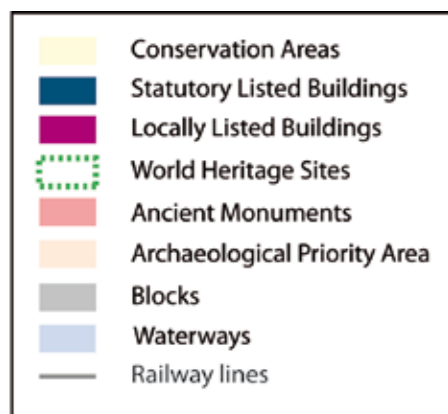 Conservation Areas
Statutory Listed Buildings
Locally Listed Buildings
World Heritage Sites
Ancient Monuments
Archaeological Priority Area
Blocks
Waterways
Railway lines